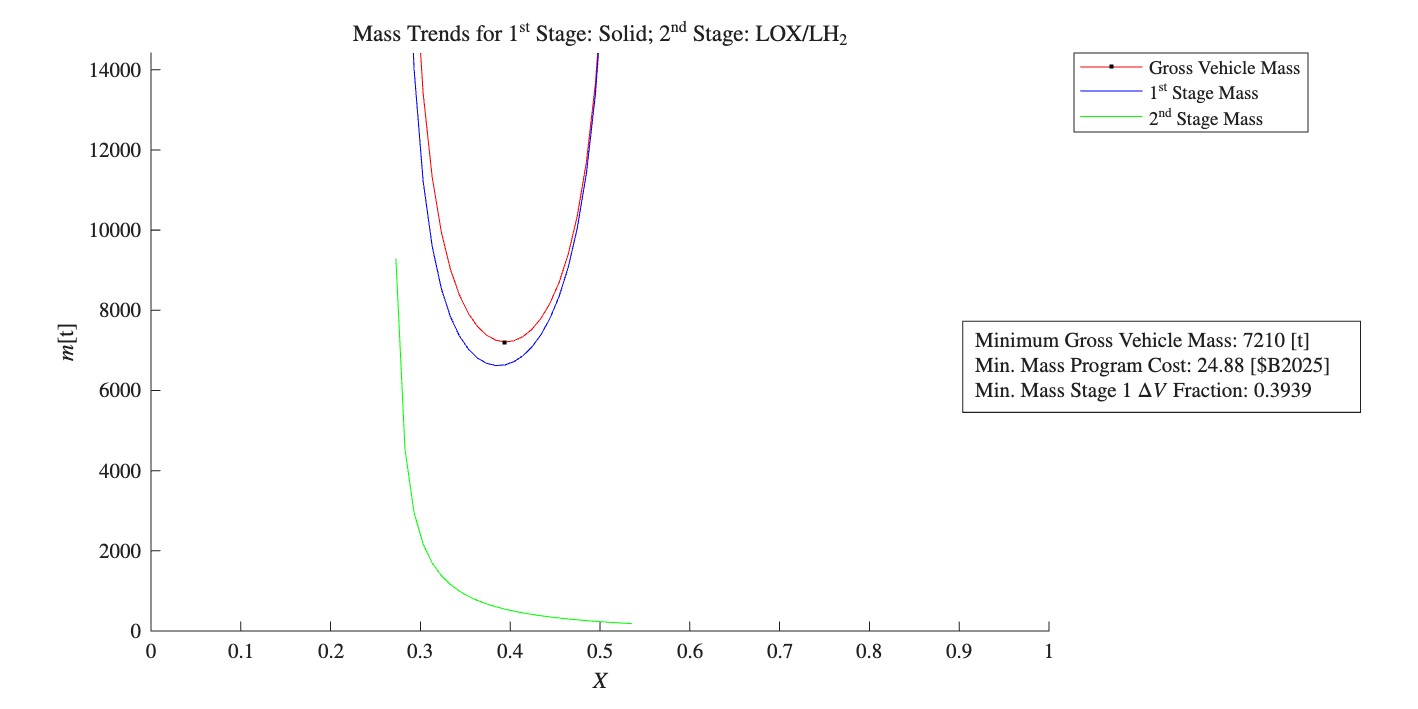 Mass Trends for 1st Stage: Solid; 2nd Stage: LOX/LH2
14000
12000
10000
8000
6000
4000
2000
0
m[t]
0 0.1 0.2 0.3 0.4 0.5 0.6 0.7 0.8 0.9 1
X
Gross Vehicle Mass
1st Stage Mass
2nd Stage Mass
Minimum Gross Vehicle Mass: 7210 [t]
Min. Mass Program Cost: 24.88 [$B2025]
Min. Mass Stage 1 ΔV Fraction: 0.3939